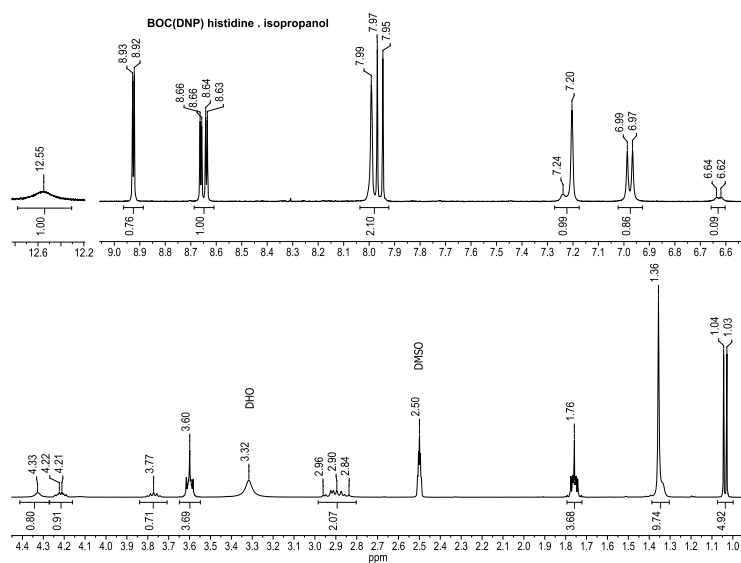 BOC(DNP) histidine . isopropanol
12.55
8.93 8.92 8.66 8.66 8.64 8.63 7.99 7.97 7.95 7.24 7.20 6.99 6.97 6.64 6.62
1.00 0.76 1.00 2.10 0.99 0.86 0.09
12.6 12.2 9.0 8.9 8.8 8.7 8.6 8.5 8.4 8.3 8.2 8.1 8.0 7.9 7.8 7.7 7.6 7.5 7.4 7.3 7.2 7.1 7.0 6.9 6.8 6.7 6.6
4.33 4.22 4.21 3.77 3.60 DHO 3.32 2.96 2.90 2.84 DMSO 2.50 1.76 1.36 1.04 1.03
0.80 0.91 0.71 3.69 2.07 3.68 9.74 4.92
4.4 4.3 4.2 4.1 4.0 3.9 3.8 3.7 3.6 3.5 3.4 3.3 3.2 3.1 3.0 2.9 2.8 2.7 2.6 2.5 2.4 2.3 2.2 2.1 2.0 1.9 1.8 1.7 1.6 1.5 1.4 1.3 1.2 1.1 1.0
ppm